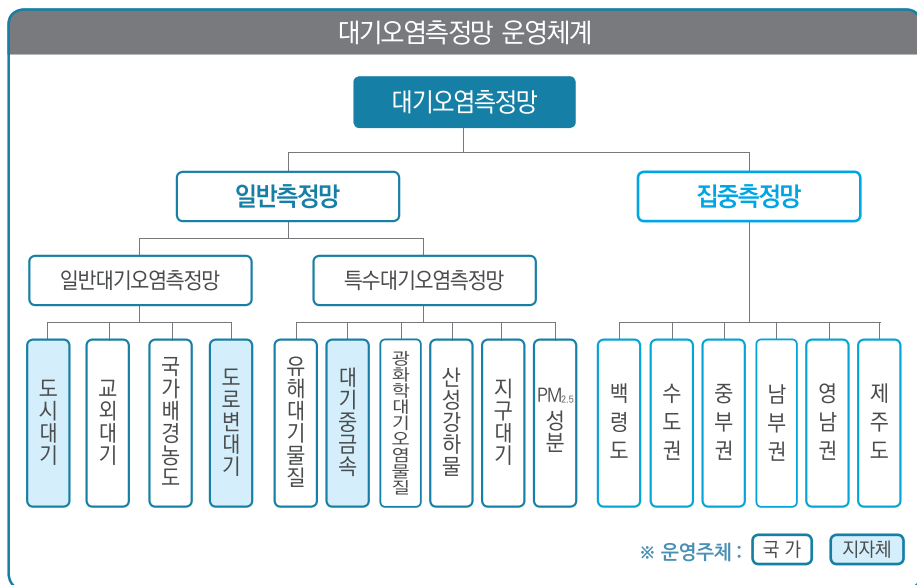 대기오염측정망 운영체계
대기오염측정망
일반측정망
집중측정망
일반대기오염측정망
특수대기오염측정망
도시대기
교외대기
국가배경농도
도로변대기
유해대기물질
대기중금속
광화학대기오염물질
산성강하물
지구대기
PM2.5 성분
백령도
수도권
중부권
남부권
영남권
제주도
※ 운영주체 : 국 가 지자체